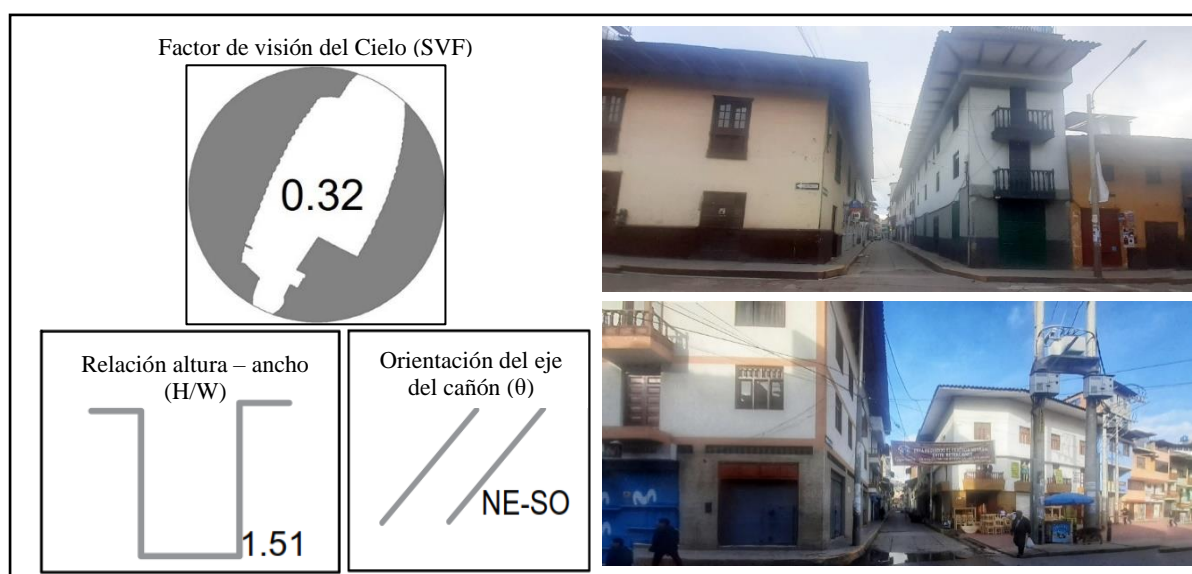 Factor de visión del Cielo (SVF)
0.32
Relación altura – ancho
(H/W)
1.51
Orientación del eje
del cañón (θ)
NE-SO